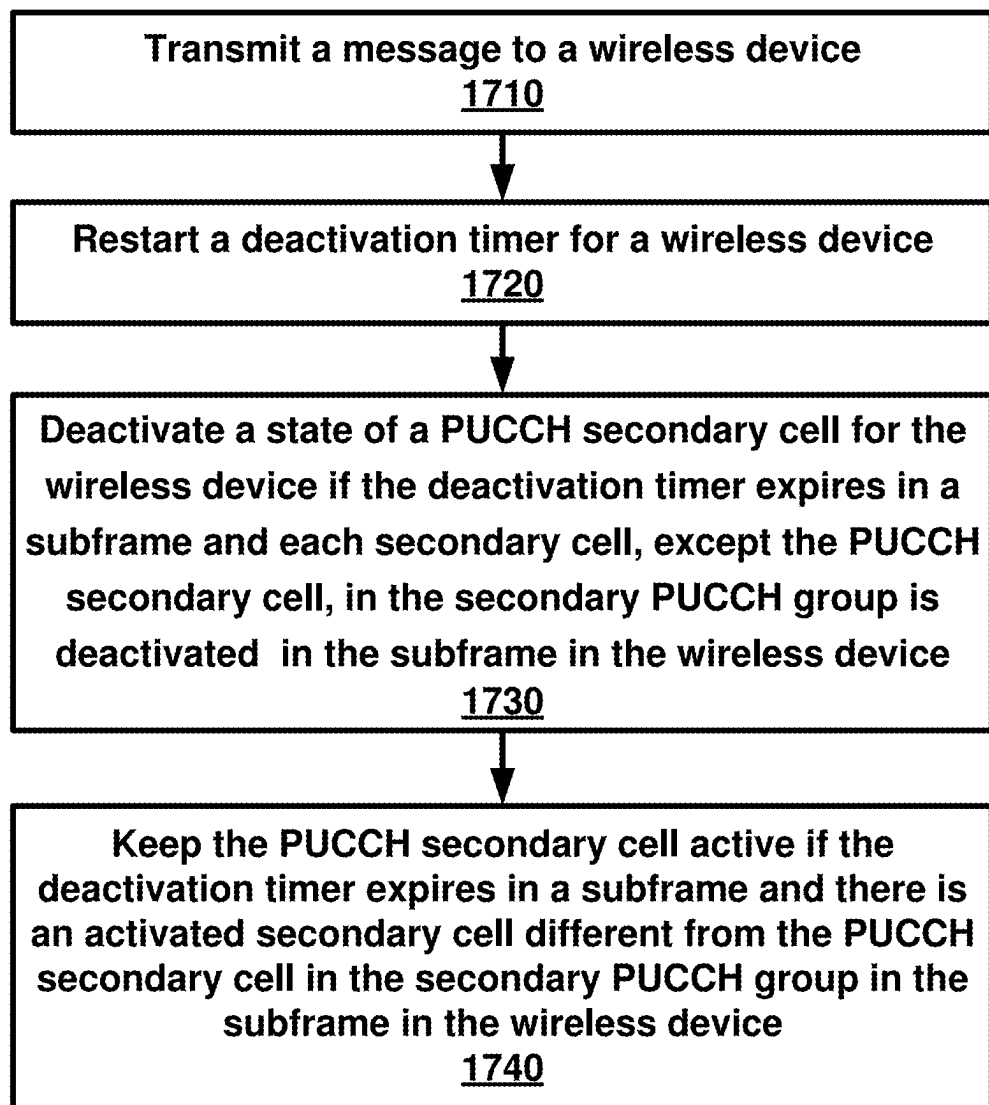 Transmit a message to a wireless device
1710
Restart a deactivation timer for a wireless device
1720
Deactivate a state of a PUCCH secondary cell for the
wireless device if the deactivation timer expires in a
subframe and each secondary cell, except the PUCCH
secondary cell, in the secondary PUCCH group is
deactivated in the subframe in the wireless device
1730
Keep the PUCCH secondary cell active if the
deactivation timer expires in a subframe and there is
an activated secondary cell different from the PUCCH
secondary cell in the secondary PUCCH group in the
subframe in the wireless device
1740